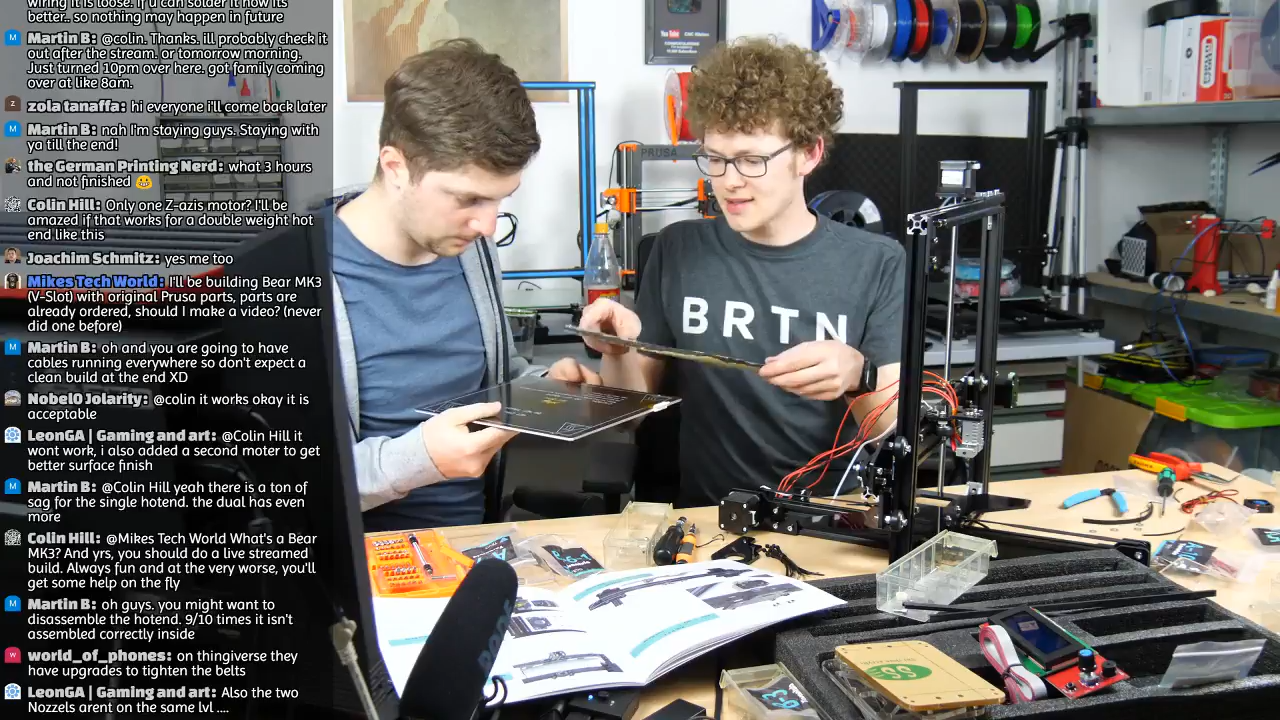 wiring it is loose. If u can solder it now its
better.. so nothing may happen in future
Martin B: @colin. Thanks. ill probably check it
out after the stream or tomorrow morning.
Just turned 10pm over here. got family coming
over at like 8am.
zola tanaffa: hi everyone i'll come back later
Martin B: nah I'm staying guys. Staying with
ya till the end!
the German Printing Nerd: what 3 hours
and not finished 😀
Colin Hill: Only one Z-azis motor? I'll be
amazed if that works for a double weight hot
end like this
Joachim Schmitz: yes me too
Mikes Tech World: I'll be building Bear MK3
(V-Slot) with original Prusa parts, parts are
already ordered, should I make a video? (never
did one before)
Martin B: oh and you are going to have
cables running everywhere so don't expect a
clean build at the end XD
Nobel0 Jolarity: @colin it works okay it is
acceptable
LeonGA | Gaming and art: @Colin Hill it
wont work, i also added a second moter to get
better surface finish
Martin B: @Colin Hill yeah there is a ton of
sag for the single hotend. the dual has even
more
Colin Hill: @Mikes Tech World What's a Bear
MK3? And yrs, you should do a live streamed
build. Always fun and at the very worse, you'll
get some help on the fly
Martin B: oh guys. you might want to
disassemble the hotend. 9/10 times it isn't
assembled correctly inside
world_of_phones: on thingiverse they
have upgrades to tighten the belts
LeonGA | Gaming and art: Also the two
Nozzels arent on the same lvl ....
YouTube
PRUSA
BRTN